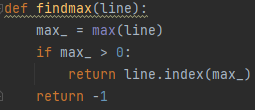 def findmax(line):
    max_ = max(line)
    if max_ > 0:
        return line.index(max_)
    return -1